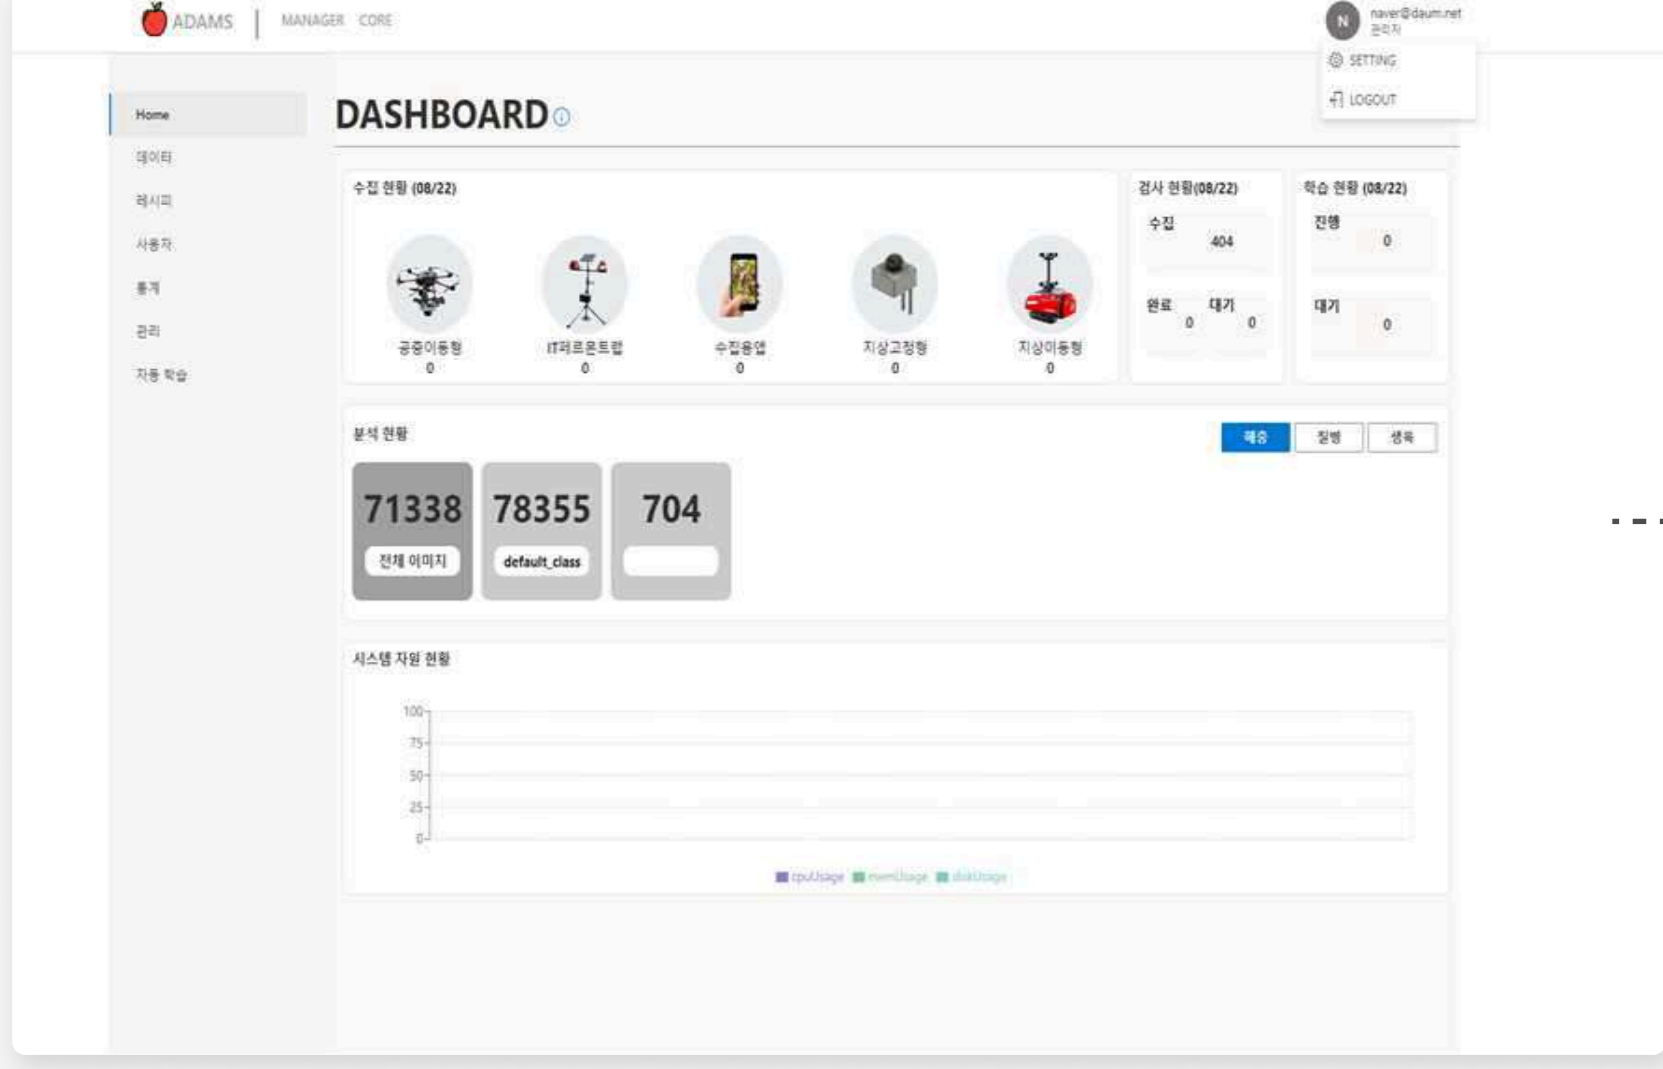 ADAMS | MANAGER CORE
N naver@daum.net
관리자
SETTING
LOGOUT
Home
데이터
레시피
사용자
통계
관리
자동 학습
DASHBOARD
수집 현황 (08/22)
공중이동형
0
IT페르몬트랩
0
수집용앱
0
지상고정형
0
지상이동형
0
검사 현황(08/22)
수집
404
완료 대기
0 0
학습 현황 (08/22)
진행
0
대기
0
분석 현황
해충 질병 생육
71338 78355 704
전체 이미지 default_class
시스템 자원 현황
100
75
50
25
0
cpuUsage memUsage diskUsage